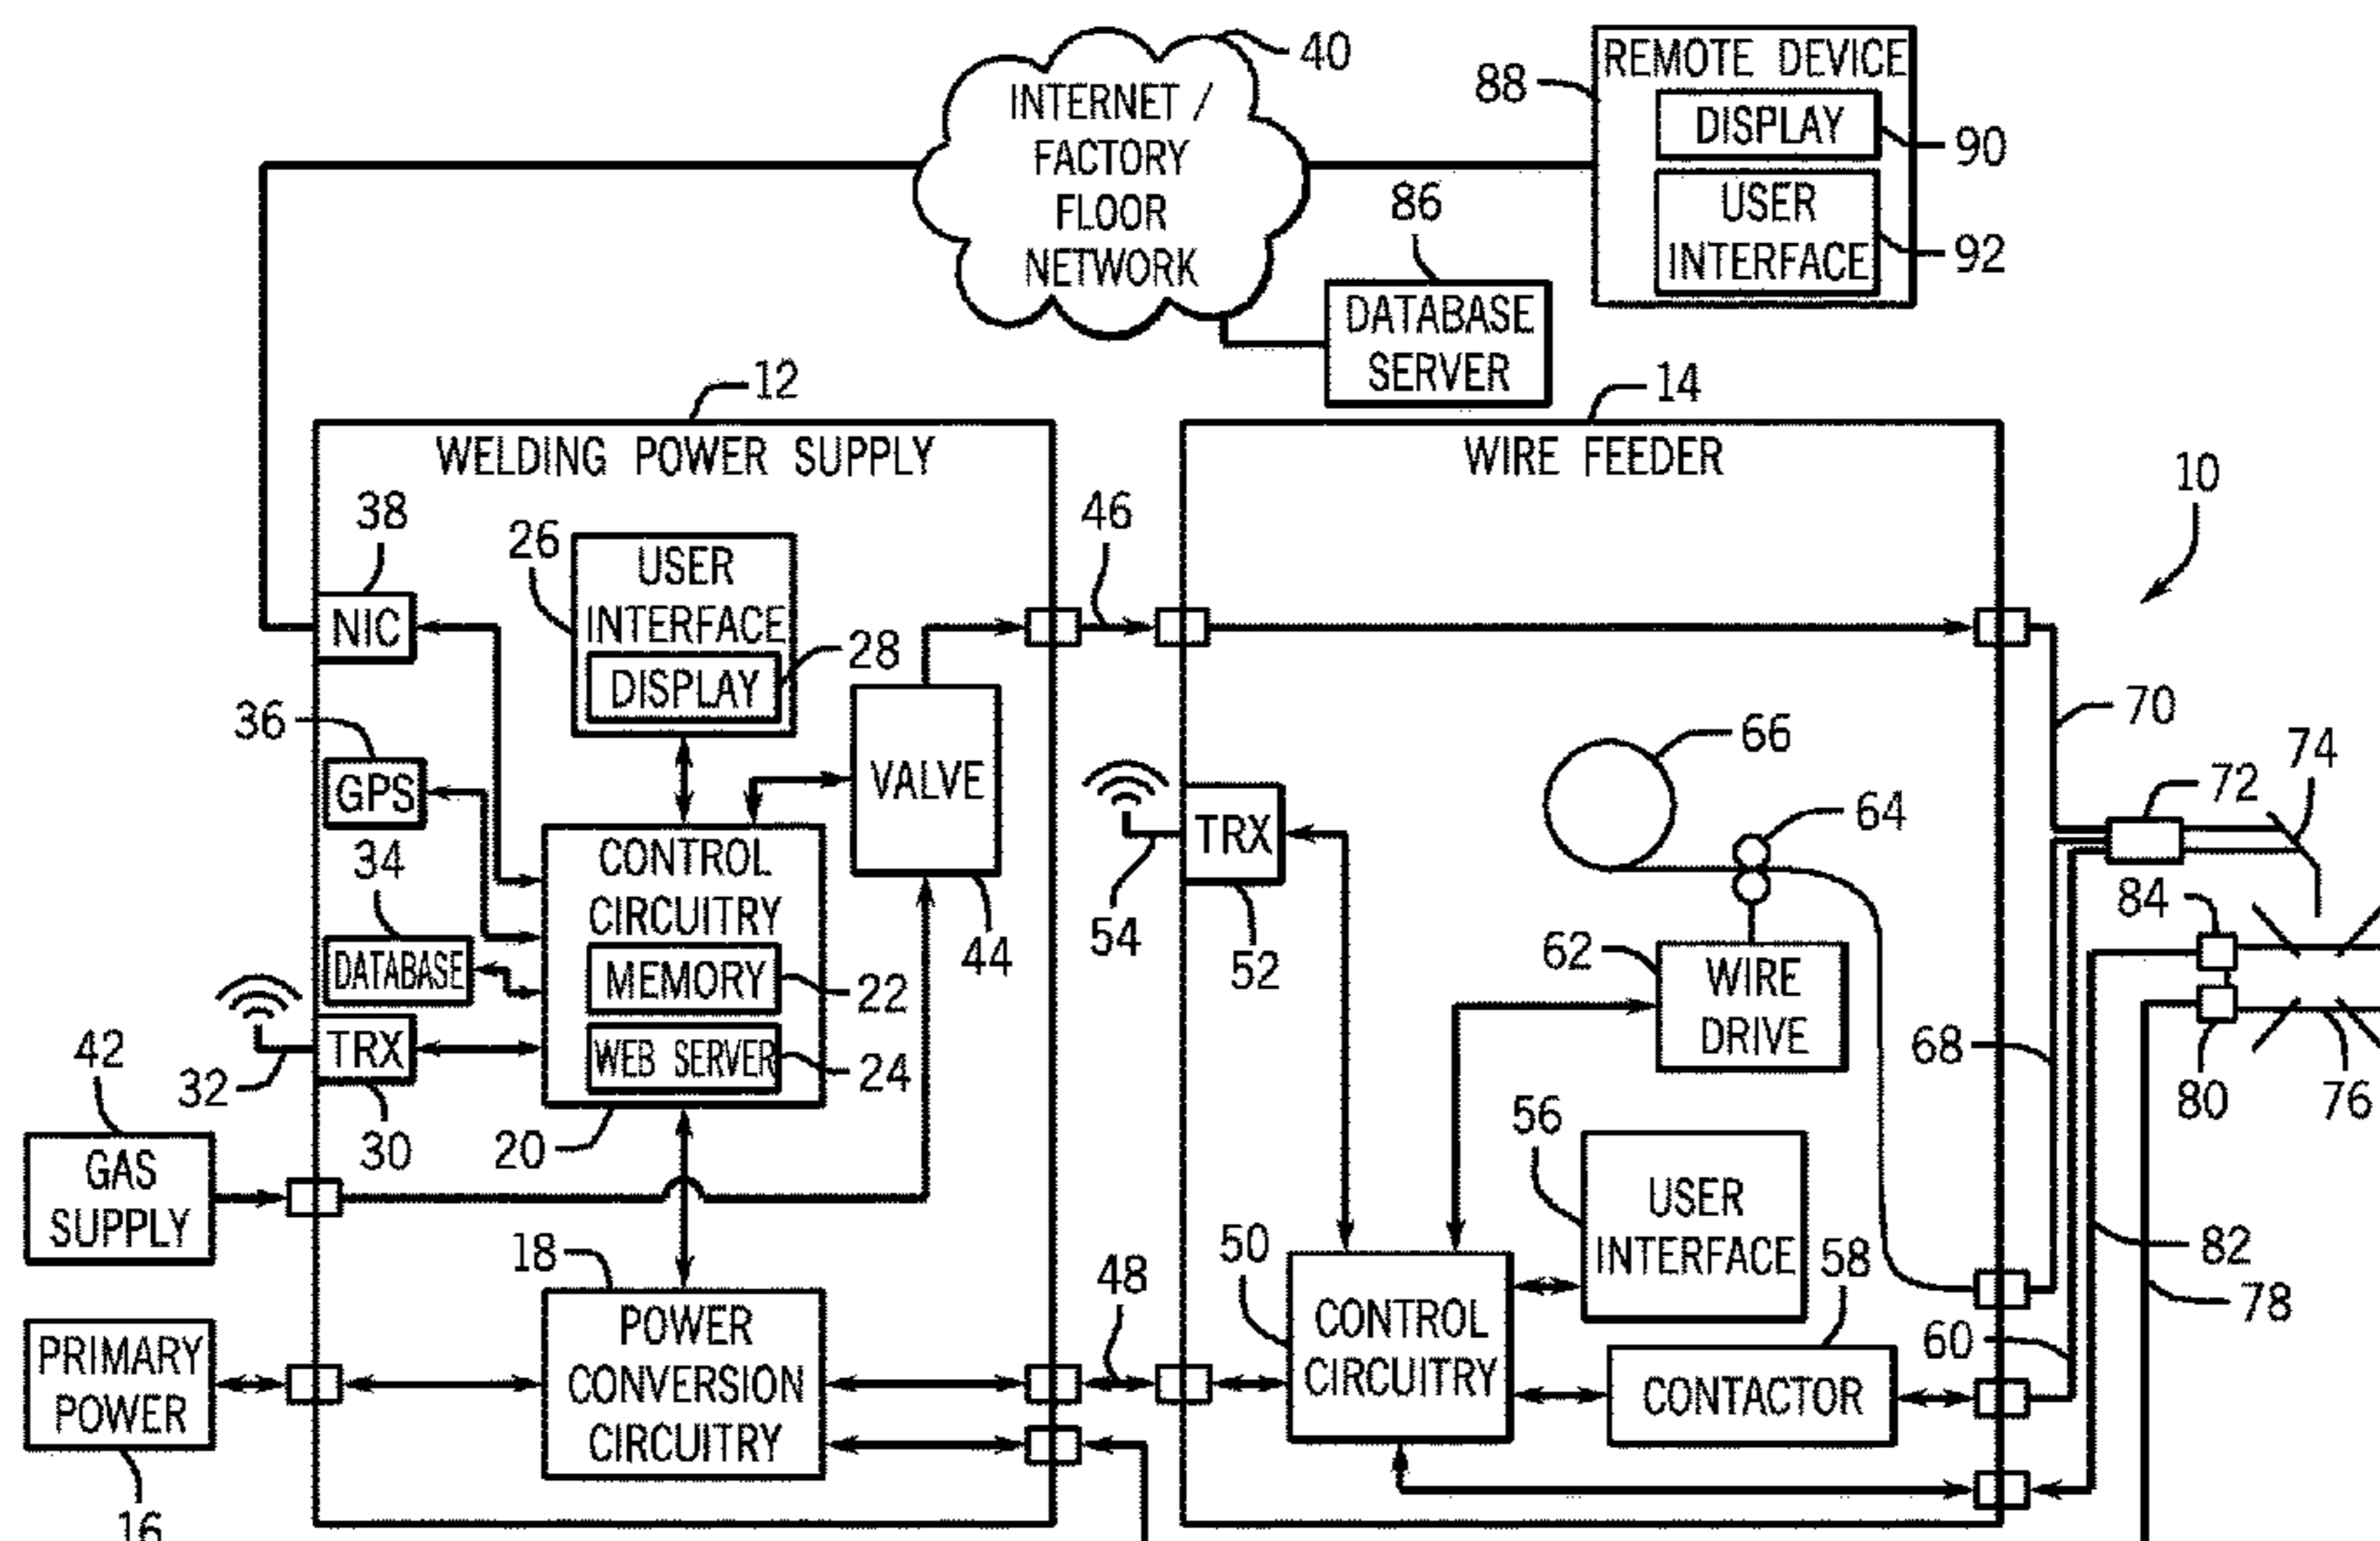 40
INTERNET /
FACTORY
FLOOR
NETWORK
88
REMOTE DEVICE
DISPLAY
90
USER
INTERFACE
92
86
DATABASE
SERVER
12
WELDING POWER SUPPLY
38
NIC
26
USER
INTERFACE
DISPLAY
28
36
GPS
34
DATABASE
CONTROL
CIRCUITRY
MEMORY
22
WEB SERVER
24
20
VALVE
44
32
TRX
30
42
GAS
SUPPLY
18
POWER
CONVERSION
CIRCUITRY
PRIMARY
POWER
16
46
48
14
WIRE FEEDER
10
54
TRX
52
66
64
62
WIRE
DRIVE
56
USER
INTERFACE
50
CONTROL
CIRCUITRY
58
CONTACTOR
70
72
74
84
80
76
68
82
78
60